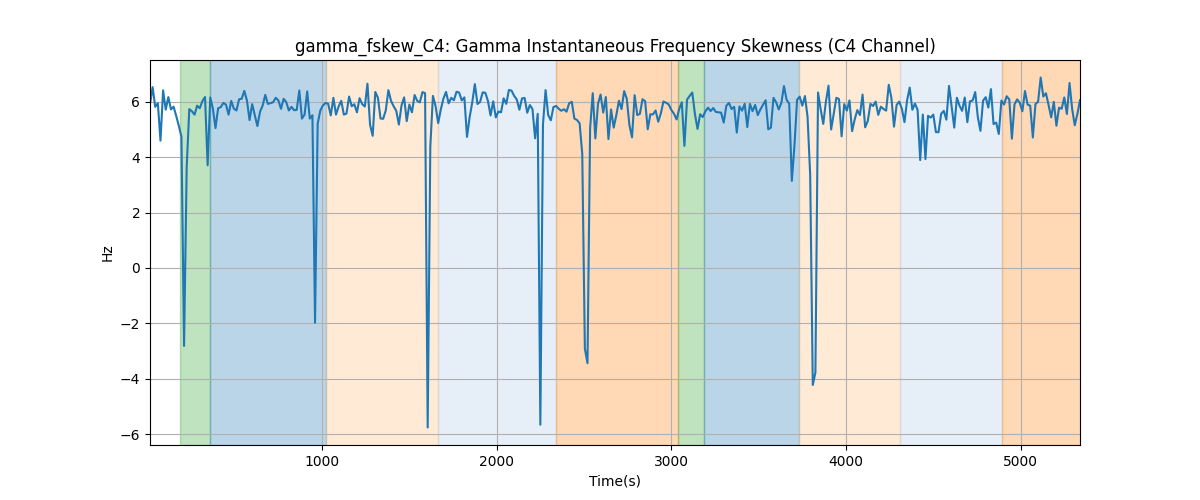 gamma_fskew_C4: Gamma Instantaneous Frequency Skewness (C4 Channel)
6
4
2
0
−2
−4
−6
Hz
1000 2000 3000 4000 5000
Time(s)